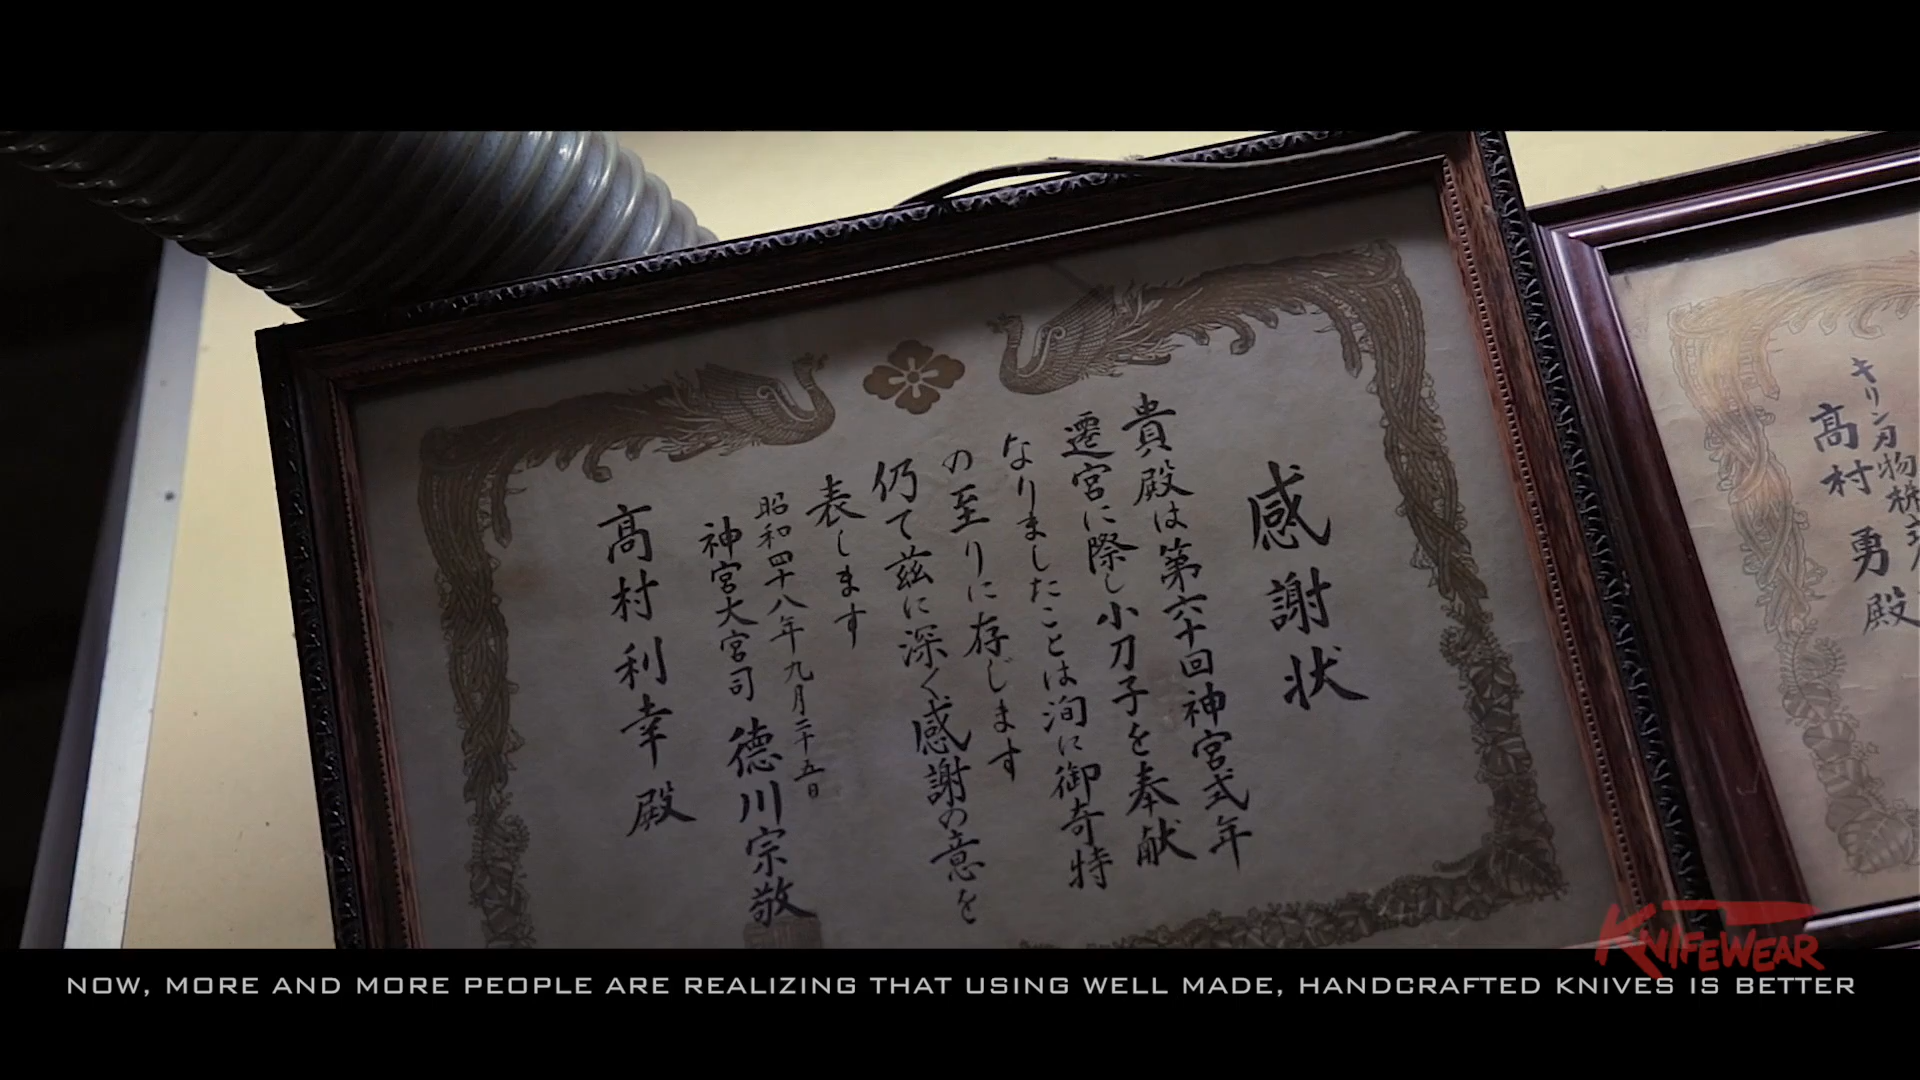 感謝状
貴殿は第六十回神宮式年
遷宮に際し小刀子を奉献
なりましたことは洵に御奇特
の至りに存じます
仍て茲に深く感謝の意を
表します
昭和四十八年九月二十五日
神宮大宮司 徳川宗敬
髙村利幸殿
キリン刃物株
髙村勇殿
KNIFEWEAR
NOW, MORE AND MORE PEOPLE ARE REALIZING THAT USING WELL MADE, HANDCRAFTED KNIVES IS BETTER